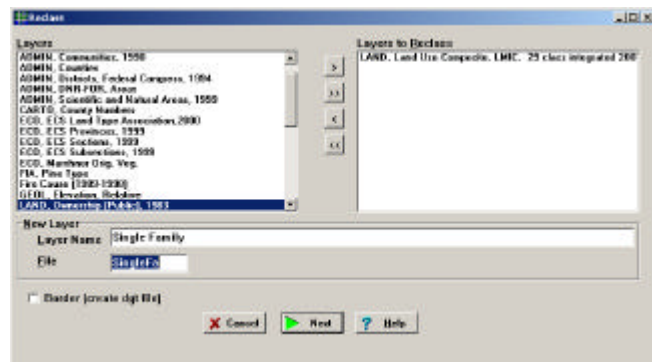 Reclass
Layers
Layers to Reclass
ADMIN, Communities, 1990
ADMIN, Counties
ADMIN, Districts, Federal Congress, 1994
ADMIN, DNR-FOR, Areas
ADMIN, Scientific and Natural Areas, 1999
CARTO, County Numbers
ECO, ECS Land Type Association,2000
ECO, ECS Provinces, 1999
ECO, ECS Sections, 1999
ECO, ECS Subsections, 1999
ECO, Marshner Orig. Veg.
FIA, Pine Type
Fire Cause (1985-1990)
GEOL, Elevation, Relative
LAND, Ownership (Public), 1983
LAND, Land Use Composite, LMIC, 29 class integrated 200
>
>>
<
<<
New Layer
Layer Name Single Family
File SingleFa
Border (create dgt file)
Cancel
Next
? Help